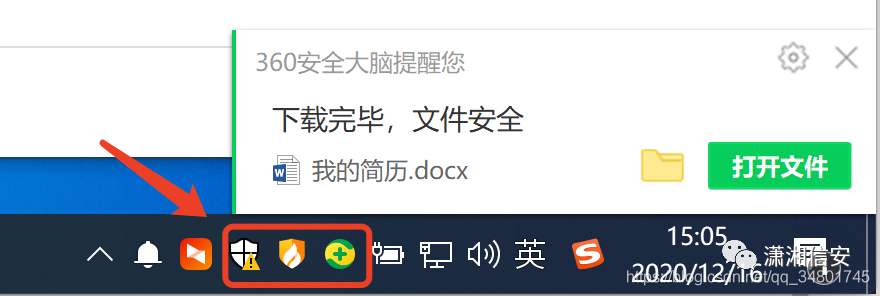 360安全大脑提醒您
下载完毕，文件安全
我的简历.docx
打开文件
英
15:05
2020/12/16
潇湘信安
https://blog.csdn.net/qq_34801745